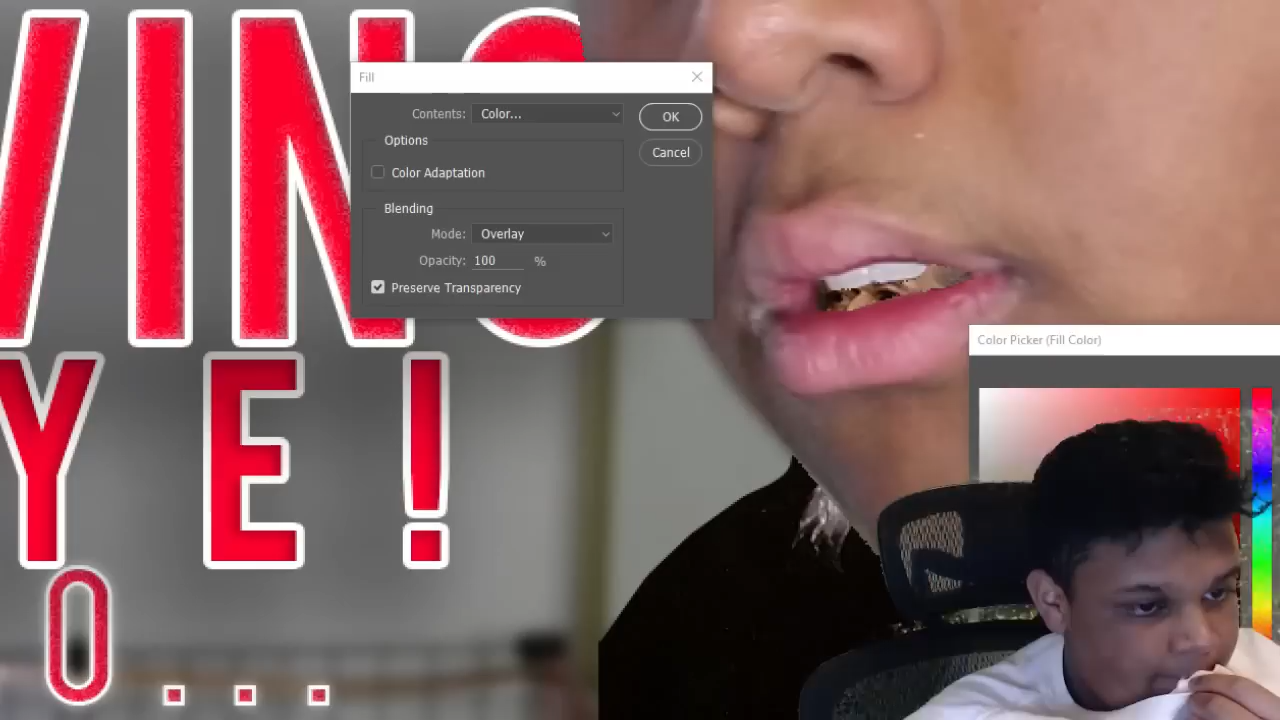 VING
Fill
Contents: Color...
OK
Options
Cancel
Color Adaptation
Blending
Mode: Overlay
Opacity: 100 %
Preserve Transparency
Color Picker (Fill Color)
YE!
O...